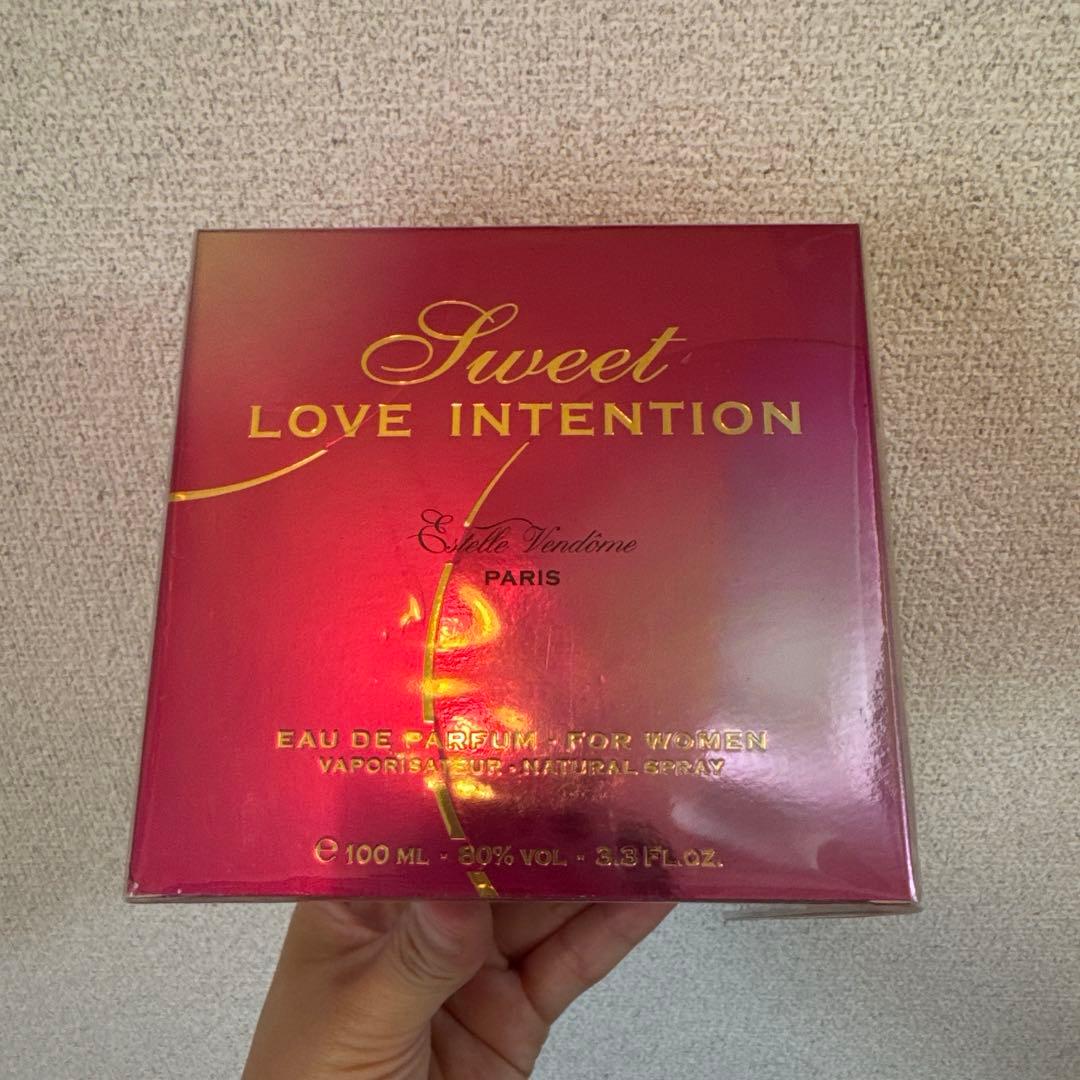 Sweet
LOVE INTENTION
Estelle Vendôme
PARIS
EAU DE PARFUM · FOR WOMEN
VAPORISATEUR · NATURAL SPRAY
℮ 100 ML · 80% VOL · 3.3 FL.OZ.